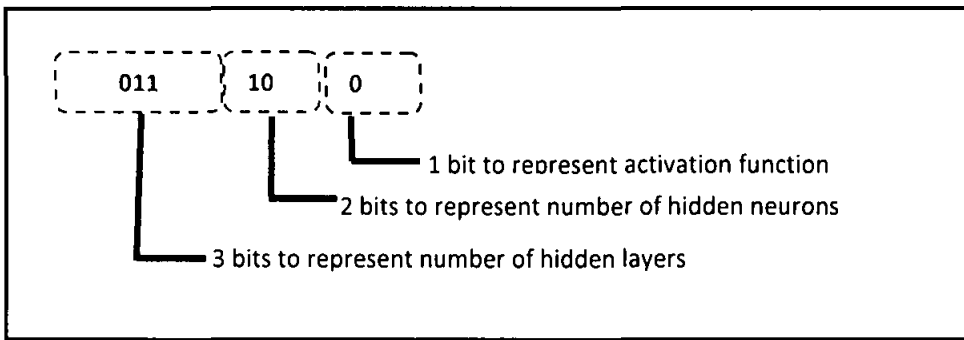 011 10 0
1 bit to represent activation function
2 bits to represent number of hidden neurons
3 bits to represent number of hidden layers